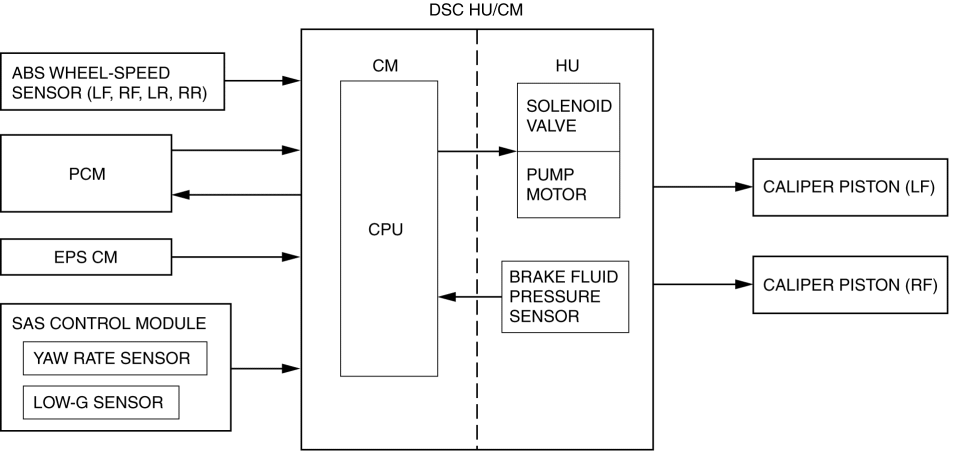 DSC HU/CM
ABS WHEEL-SPEED
SENSOR (LF, RF, LR, RR)
PCM
EPS CM
SAS CONTROL MODULE
YAW RATE SENSOR
LOW-G SENSOR
CM
CPU
HU
SOLENOID
VALVE
PUMP
MOTOR
BRAKE FLUID
PRESSURE
SENSOR
CALIPER PISTON (LF)
CALIPER PISTON (RF)